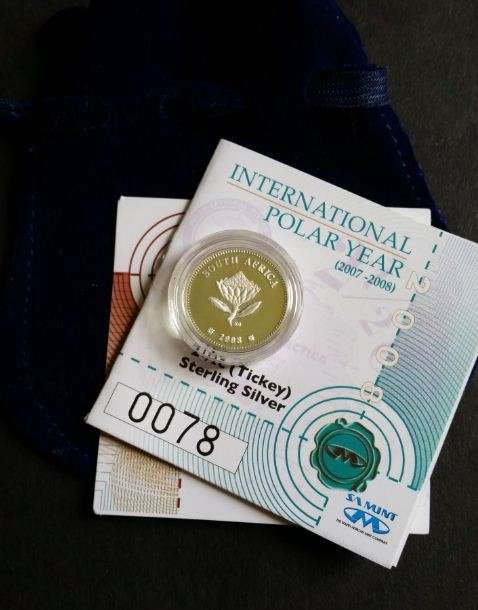 INTERNATIONAL
POLAR YEAR
(2007 -2008)
SOUTH AFRICA
2008
2008
(Tickey)
Sterling Silver
0078
SA MINT